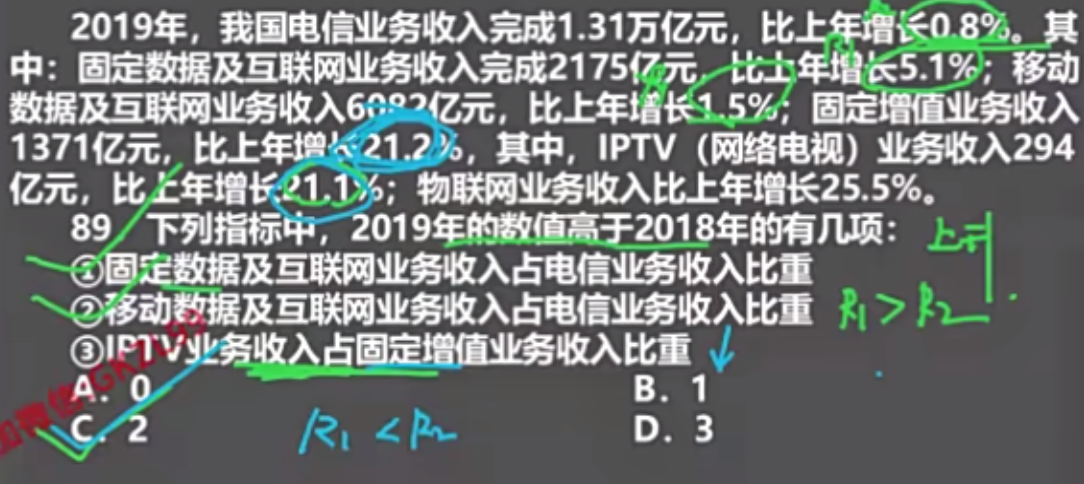 2019年，我国电信业务收入完成1.31万亿元，比上年增长0.8%。其
中：固定数据及互联网业务收入完成2175亿元，比上年增长5.1%；移动
数据及互联网业务收入6082亿元，比上年增长1.5%；固定增值业务收入
1371亿元，比上年增长21.2%，其中，IPTV（网络电视）业务收入294
亿元，比上年增长21.1%；物联网业务收入比上年增长25.5%。
89 下列指标中，2019年的数值高于2018年的有几项：
上升
①固定数据及互联网业务收入占电信业务收入比重
②移动数据及互联网业务收入占电信业务收入比重
R₁＞R₂
③IPTV业务收入占固定增值业务收入比重 ↓
A. 0 B. 1
C. 2 D. 3
R₁＜R₂